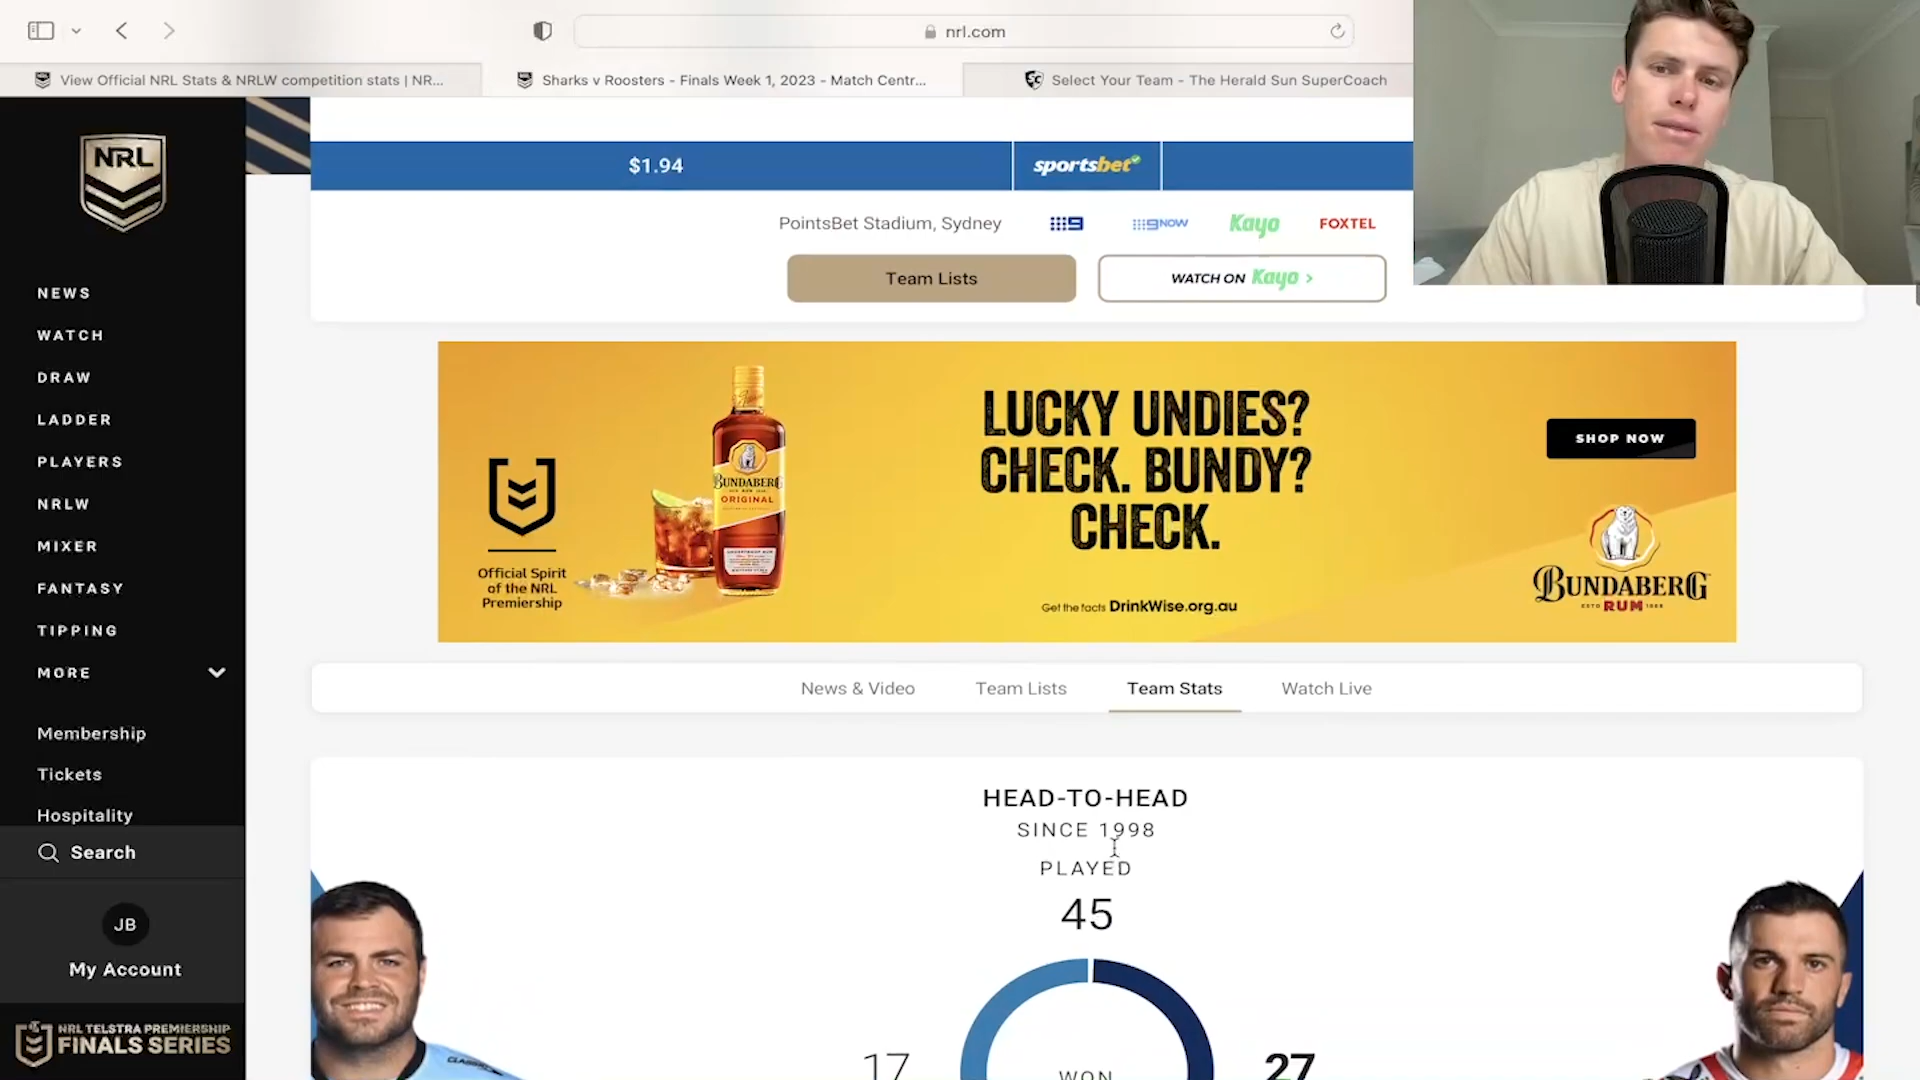 nrl.com
View Official NRL Stats & NRLW competition stats | NR...
Sharks v Roosters - Finals Week 1, 2023 - Match Centr...
Select Your Team - The Herald Sun SuperCoach
NRL
NEWS
WATCH
DRAW
LADDER
PLAYERS
NRLW
MIXER
FANTASY
TIPPING
MORE
Membership
Tickets
Hospitality
Search
JB
My Account
NRL TELSTRA PREMIERSHIP
FINALS SERIES
$1.94
sportsbet
PointsBet Stadium, Sydney
9
9NOW
Kayo
FOXTEL
Team Lists
WATCH ON Kayo >
Official Spirit
of the NRL
Premiership
BUNDABERG
ORIGINAL
LUCKY UNDIES?
CHECK. BUNDY?
CHECK.
Get the facts DrinkWise.org.au
SHOP NOW
BUNDABERG
ESTD RUM 1888
News & Video
Team Lists
Team Stats
Watch Live
HEAD-TO-HEAD
SINCE 1998
PLAYED
45
17
WON
27